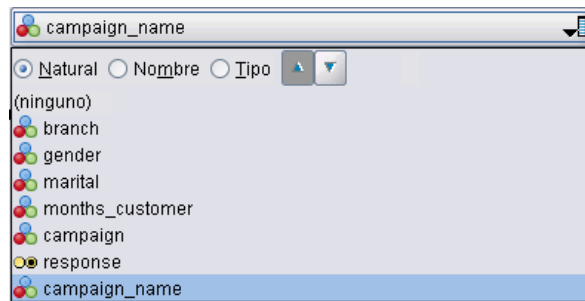 campaign_name
Natural Nombre Tipo
(ninguno)
branch
gender
marital
months_customer
campaign
response
campaign_name